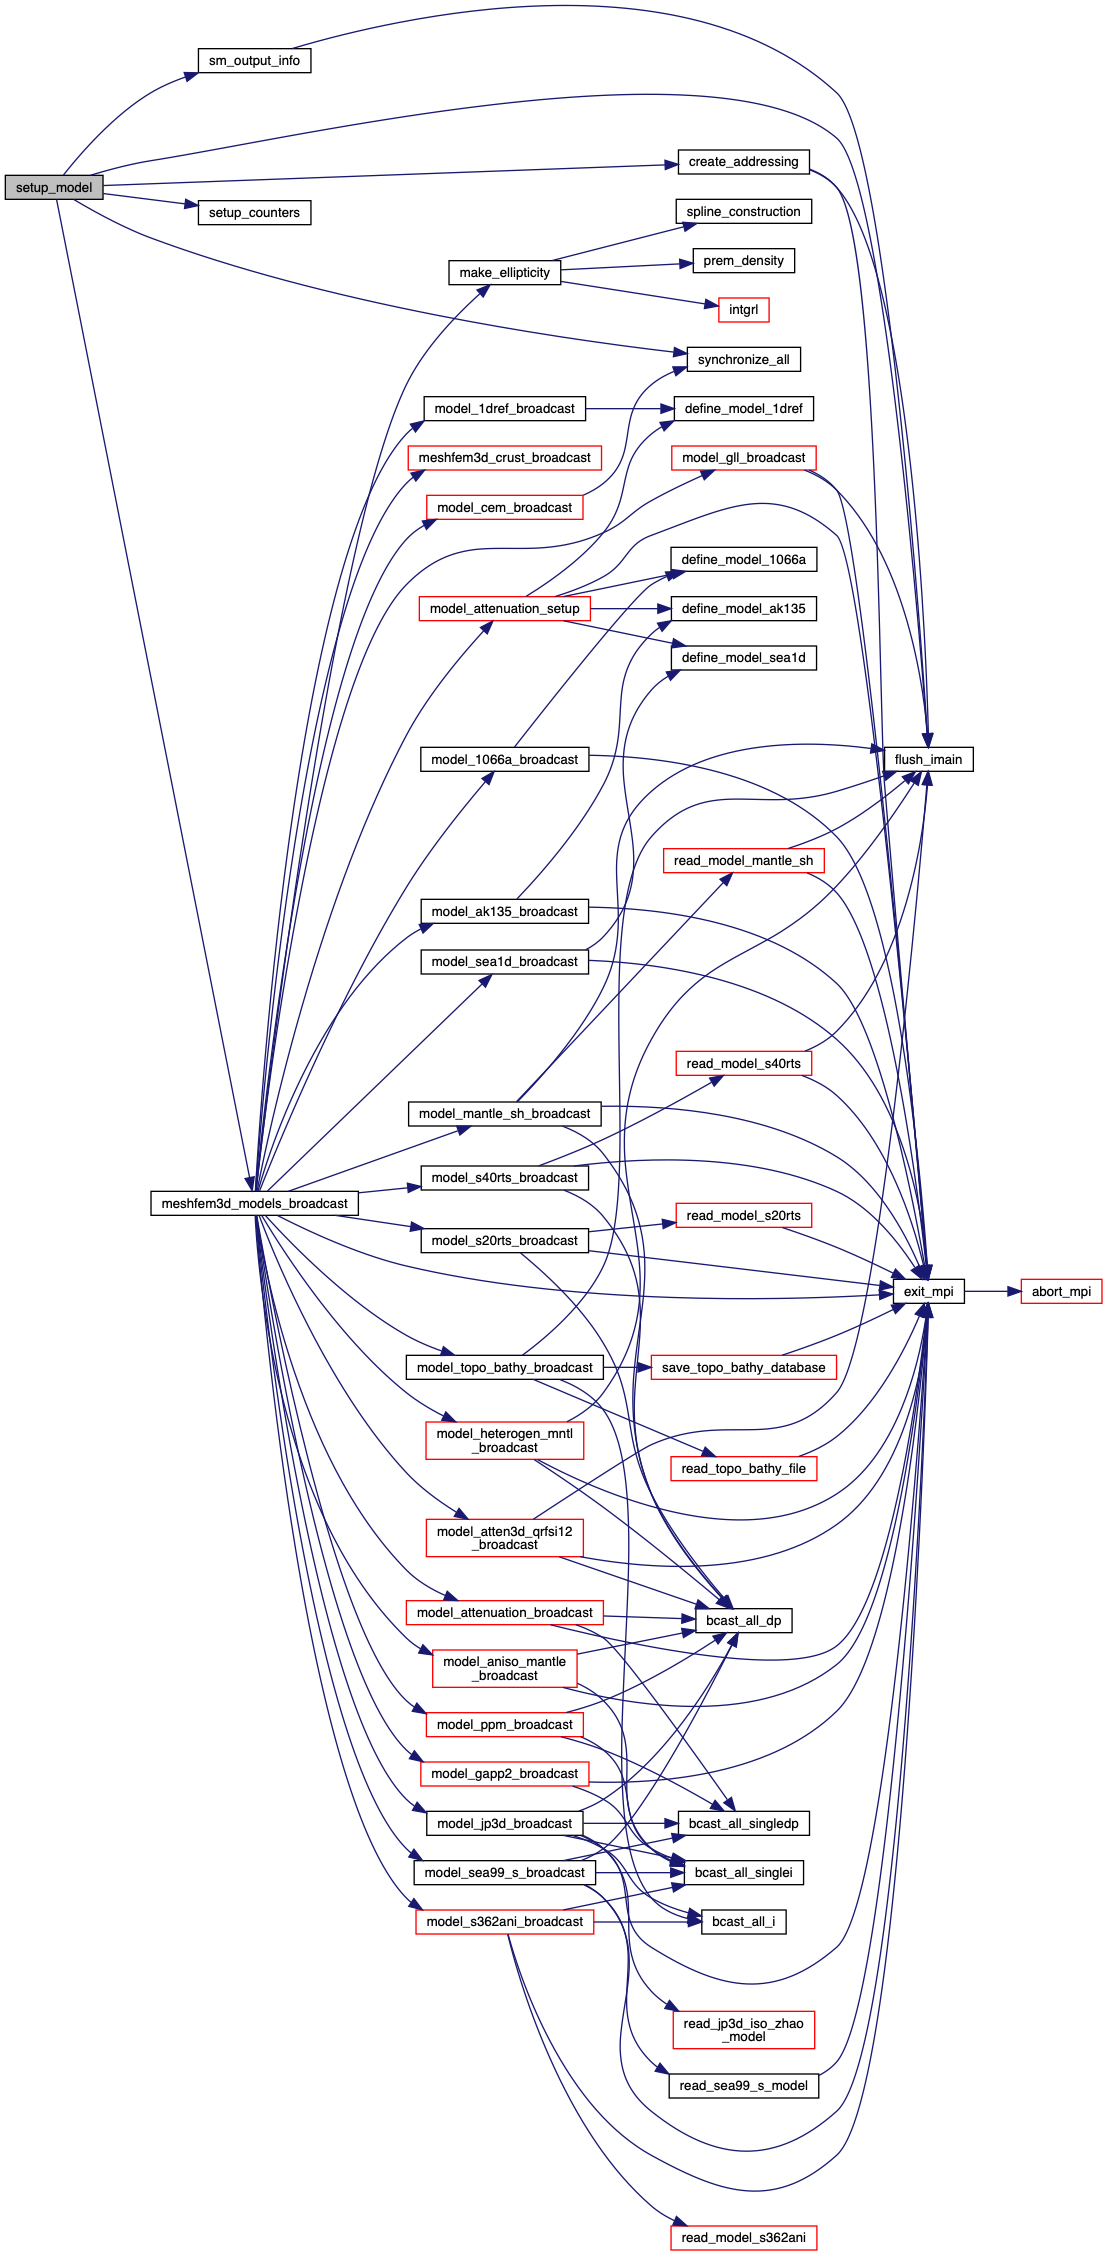 sm_output_info
create_addressing
setup_model
setup_counters
spline_construction
prem_density
make_ellipticity
intgrl
synchronize_all
model_1dref_broadcast
define_model_1dref
meshfem3d_crust_broadcast
model_gll_broadcast
model_cem_broadcast
define_model_1066a
model_attenuation_setup
define_model_ak135
define_model_sea1d
model_1066a_broadcast
flush_imain
read_model_mantle_sh
model_ak135_broadcast
model_sea1d_broadcast
read_model_s40rts
model_mantle_sh_broadcast
model_s40rts_broadcast
meshfem3d_models_broadcast
read_model_s20rts
model_s20rts_broadcast
exit_mpi
abort_mpi
model_topo_bathy_broadcast
save_topo_bathy_database
model_heterogen_mntl
_broadcast
read_topo_bathy_file
model_atten3d_qrfsi12
_broadcast
model_attenuation_broadcast
bcast_all_dp
model_aniso_mantle
_broadcast
model_ppm_broadcast
model_gapp2_broadcast
model_jp3d_broadcast
bcast_all_singledp
model_sea99_s_broadcast
bcast_all_singlei
model_s362ani_broadcast
bcast_all_i
read_jp3d_iso_zhao
_model
read_sea99_s_model
read_model_s362ani